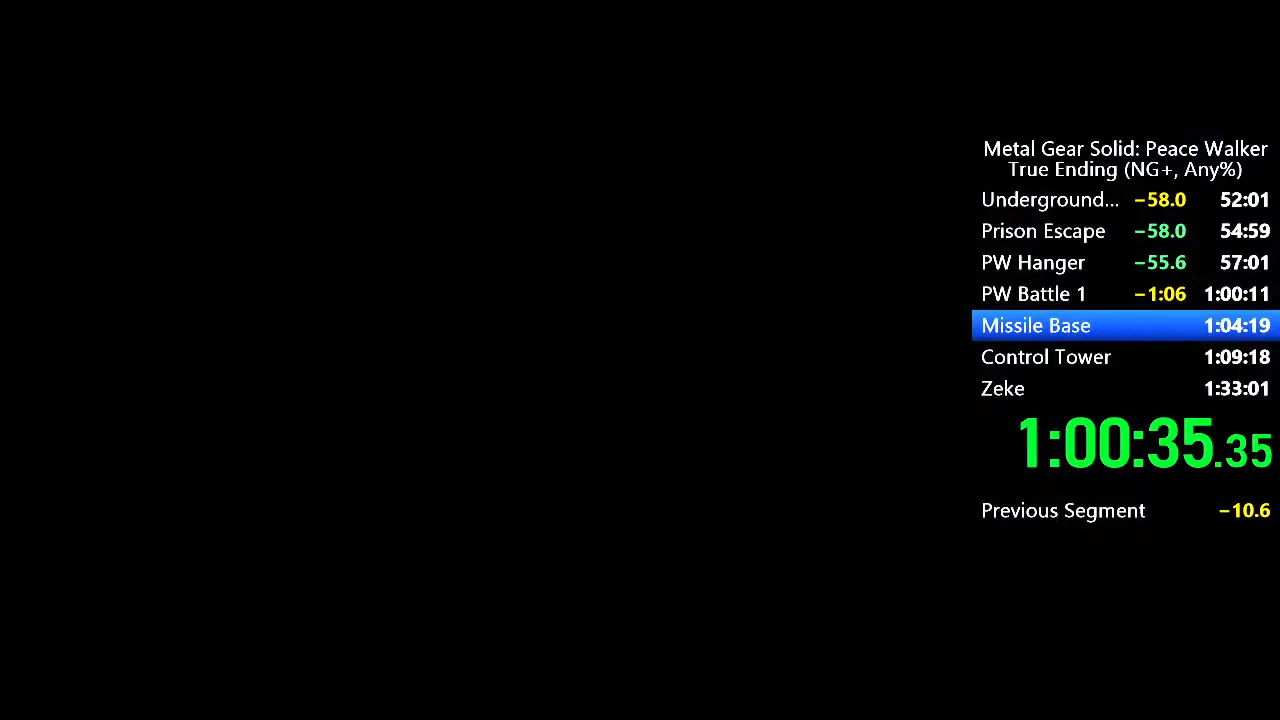 Metal Gear Solid: Peace Walker
True Ending (NG+, Any%)
Underground... −58.0 52:01
Prison Escape −58.0 54:59
PW Hanger −55.6 57:01
PW Battle 1 −1:06 1:00:11
Missile Base 1:04:19
Control Tower 1:09:18
Zeke 1:33:01
1:00:35.35
Previous Segment −10.6